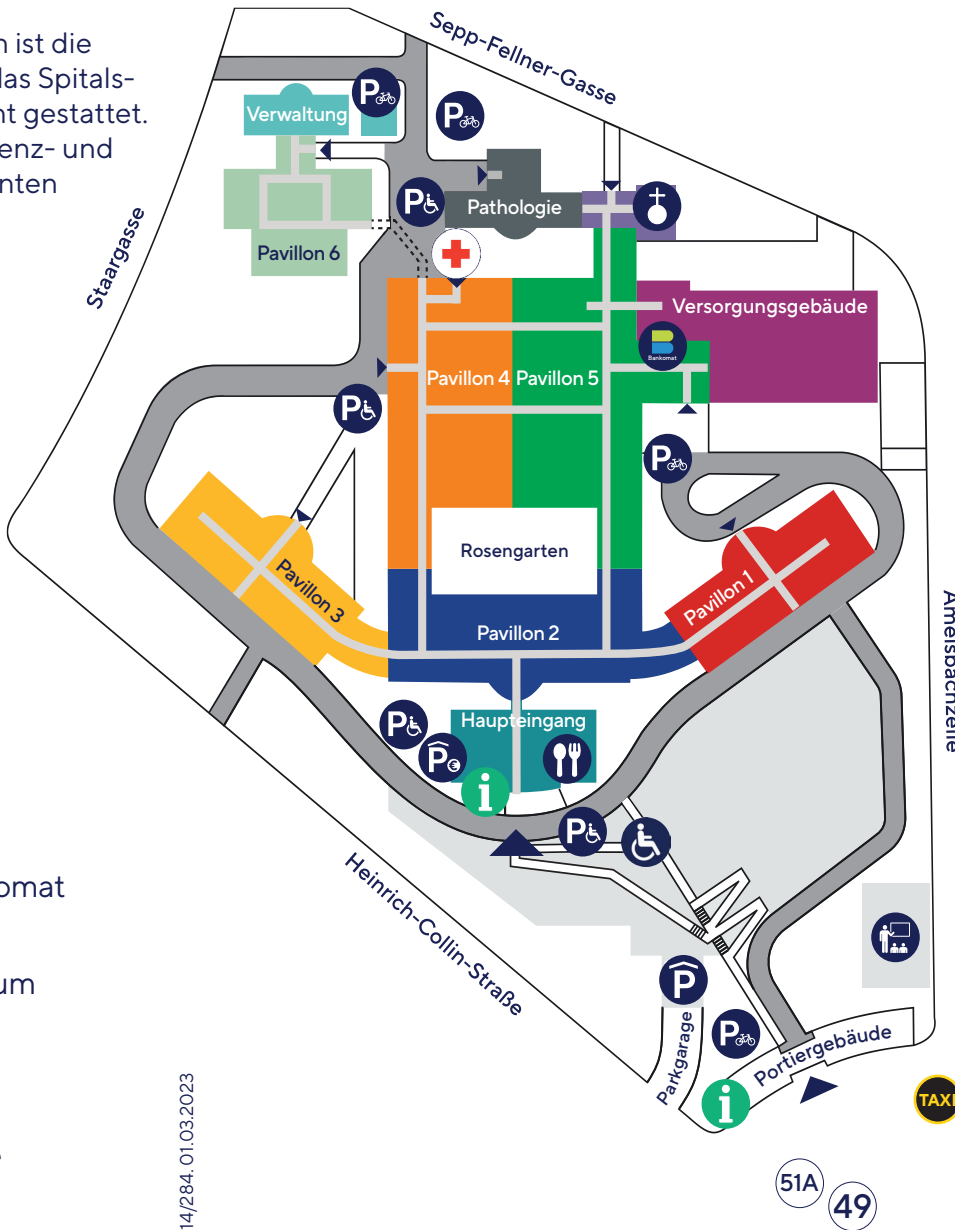 n ist die
das Spitals-
nt gestattet.
enz- und
nten
Sepp-Fellner-Gasse
Staargasse
Verwaltung
P
P
P
Pathologie
Pavillon 6
Versorgungsgebäude
B
Bankomat
Pavillon 4
Pavillon 5
P
P
Rosengarten
Pavillon 3
Pavillon 1
Pavillon 2
Ameisbachzeile
P
Haupteingang
P €
i
P
Heinrich-Collin-Straße
omat
um
P
Parkgarage
P
Portiergebäude
i
TAXI
14/284. 01.03.2023
51A
49